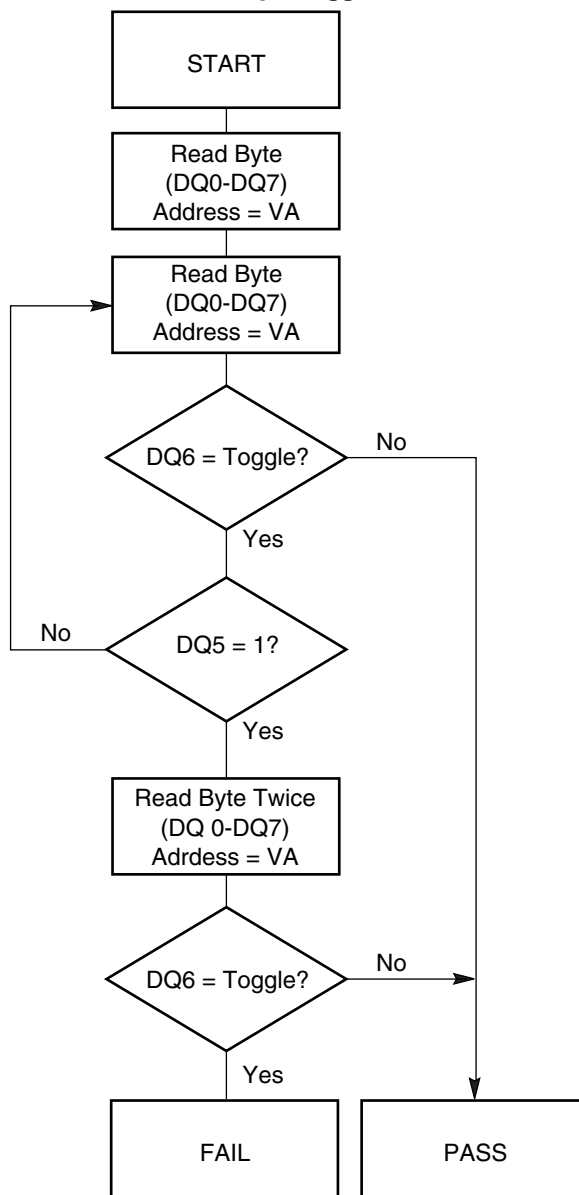 START
Read Byte
(DQ0-DQ7)
Address = VA
Read Byte
(DQ0-DQ7)
Address = VA
DQ6 = Toggle?
No
Yes
DQ5 = 1?
No
Yes
Read Byte Twice
(DQ 0-DQ7)
Adrdess = VA
DQ6 = Toggle?
No
Yes
FAIL
PASS